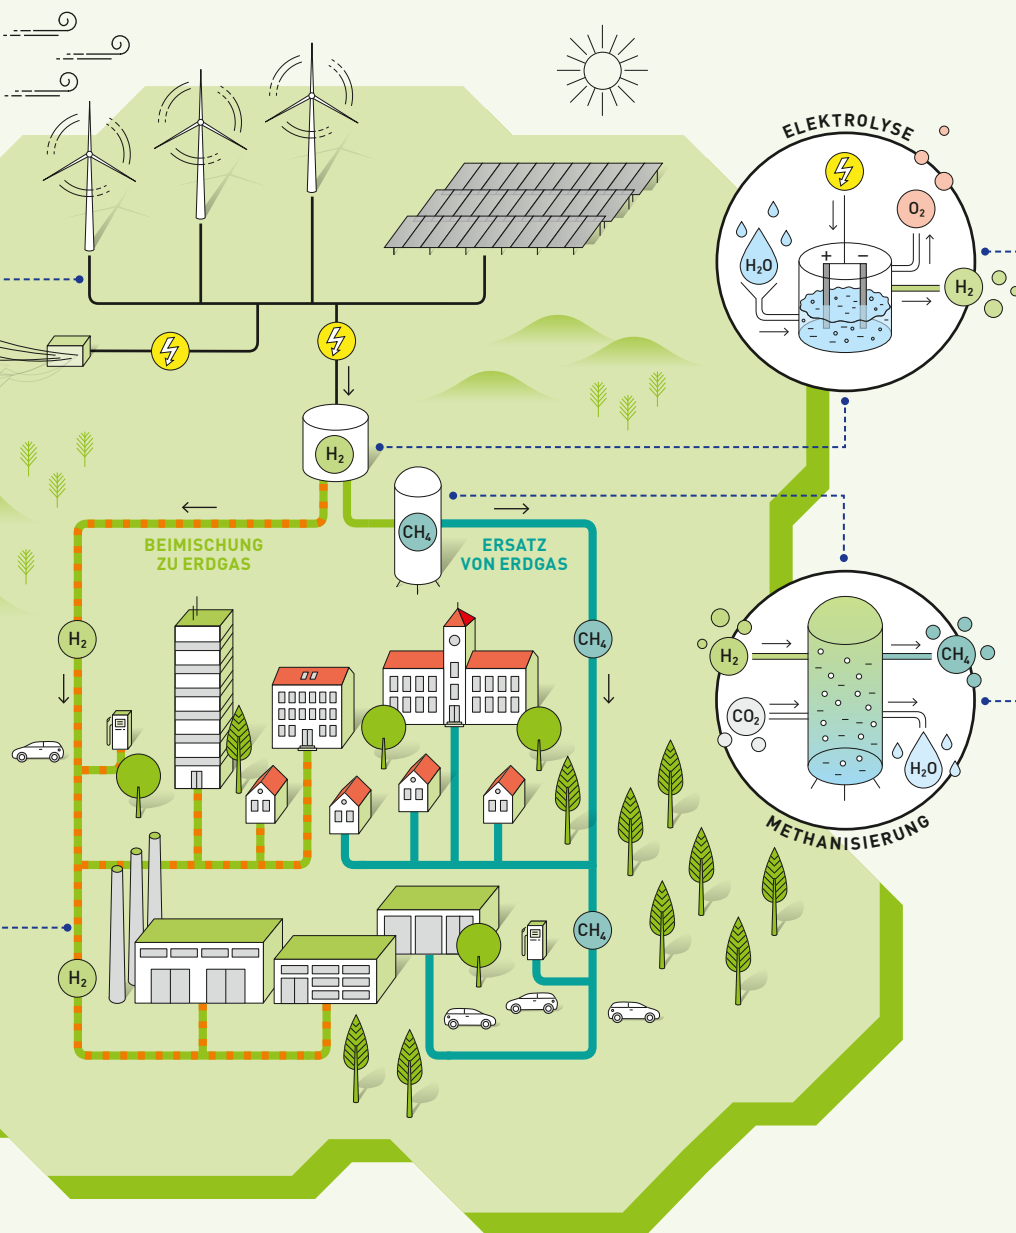 ELEKTROLYSE
O₂
H₂O
+ −
H₂
H₂
CH₄
BEIMISCHUNG
ZU ERDGAS
ERSATZ
VON ERDGAS
H₂
CH₄
H₂
CH₄
CO₂
H₂O
METHANISIERUNG
CH₄
H₂